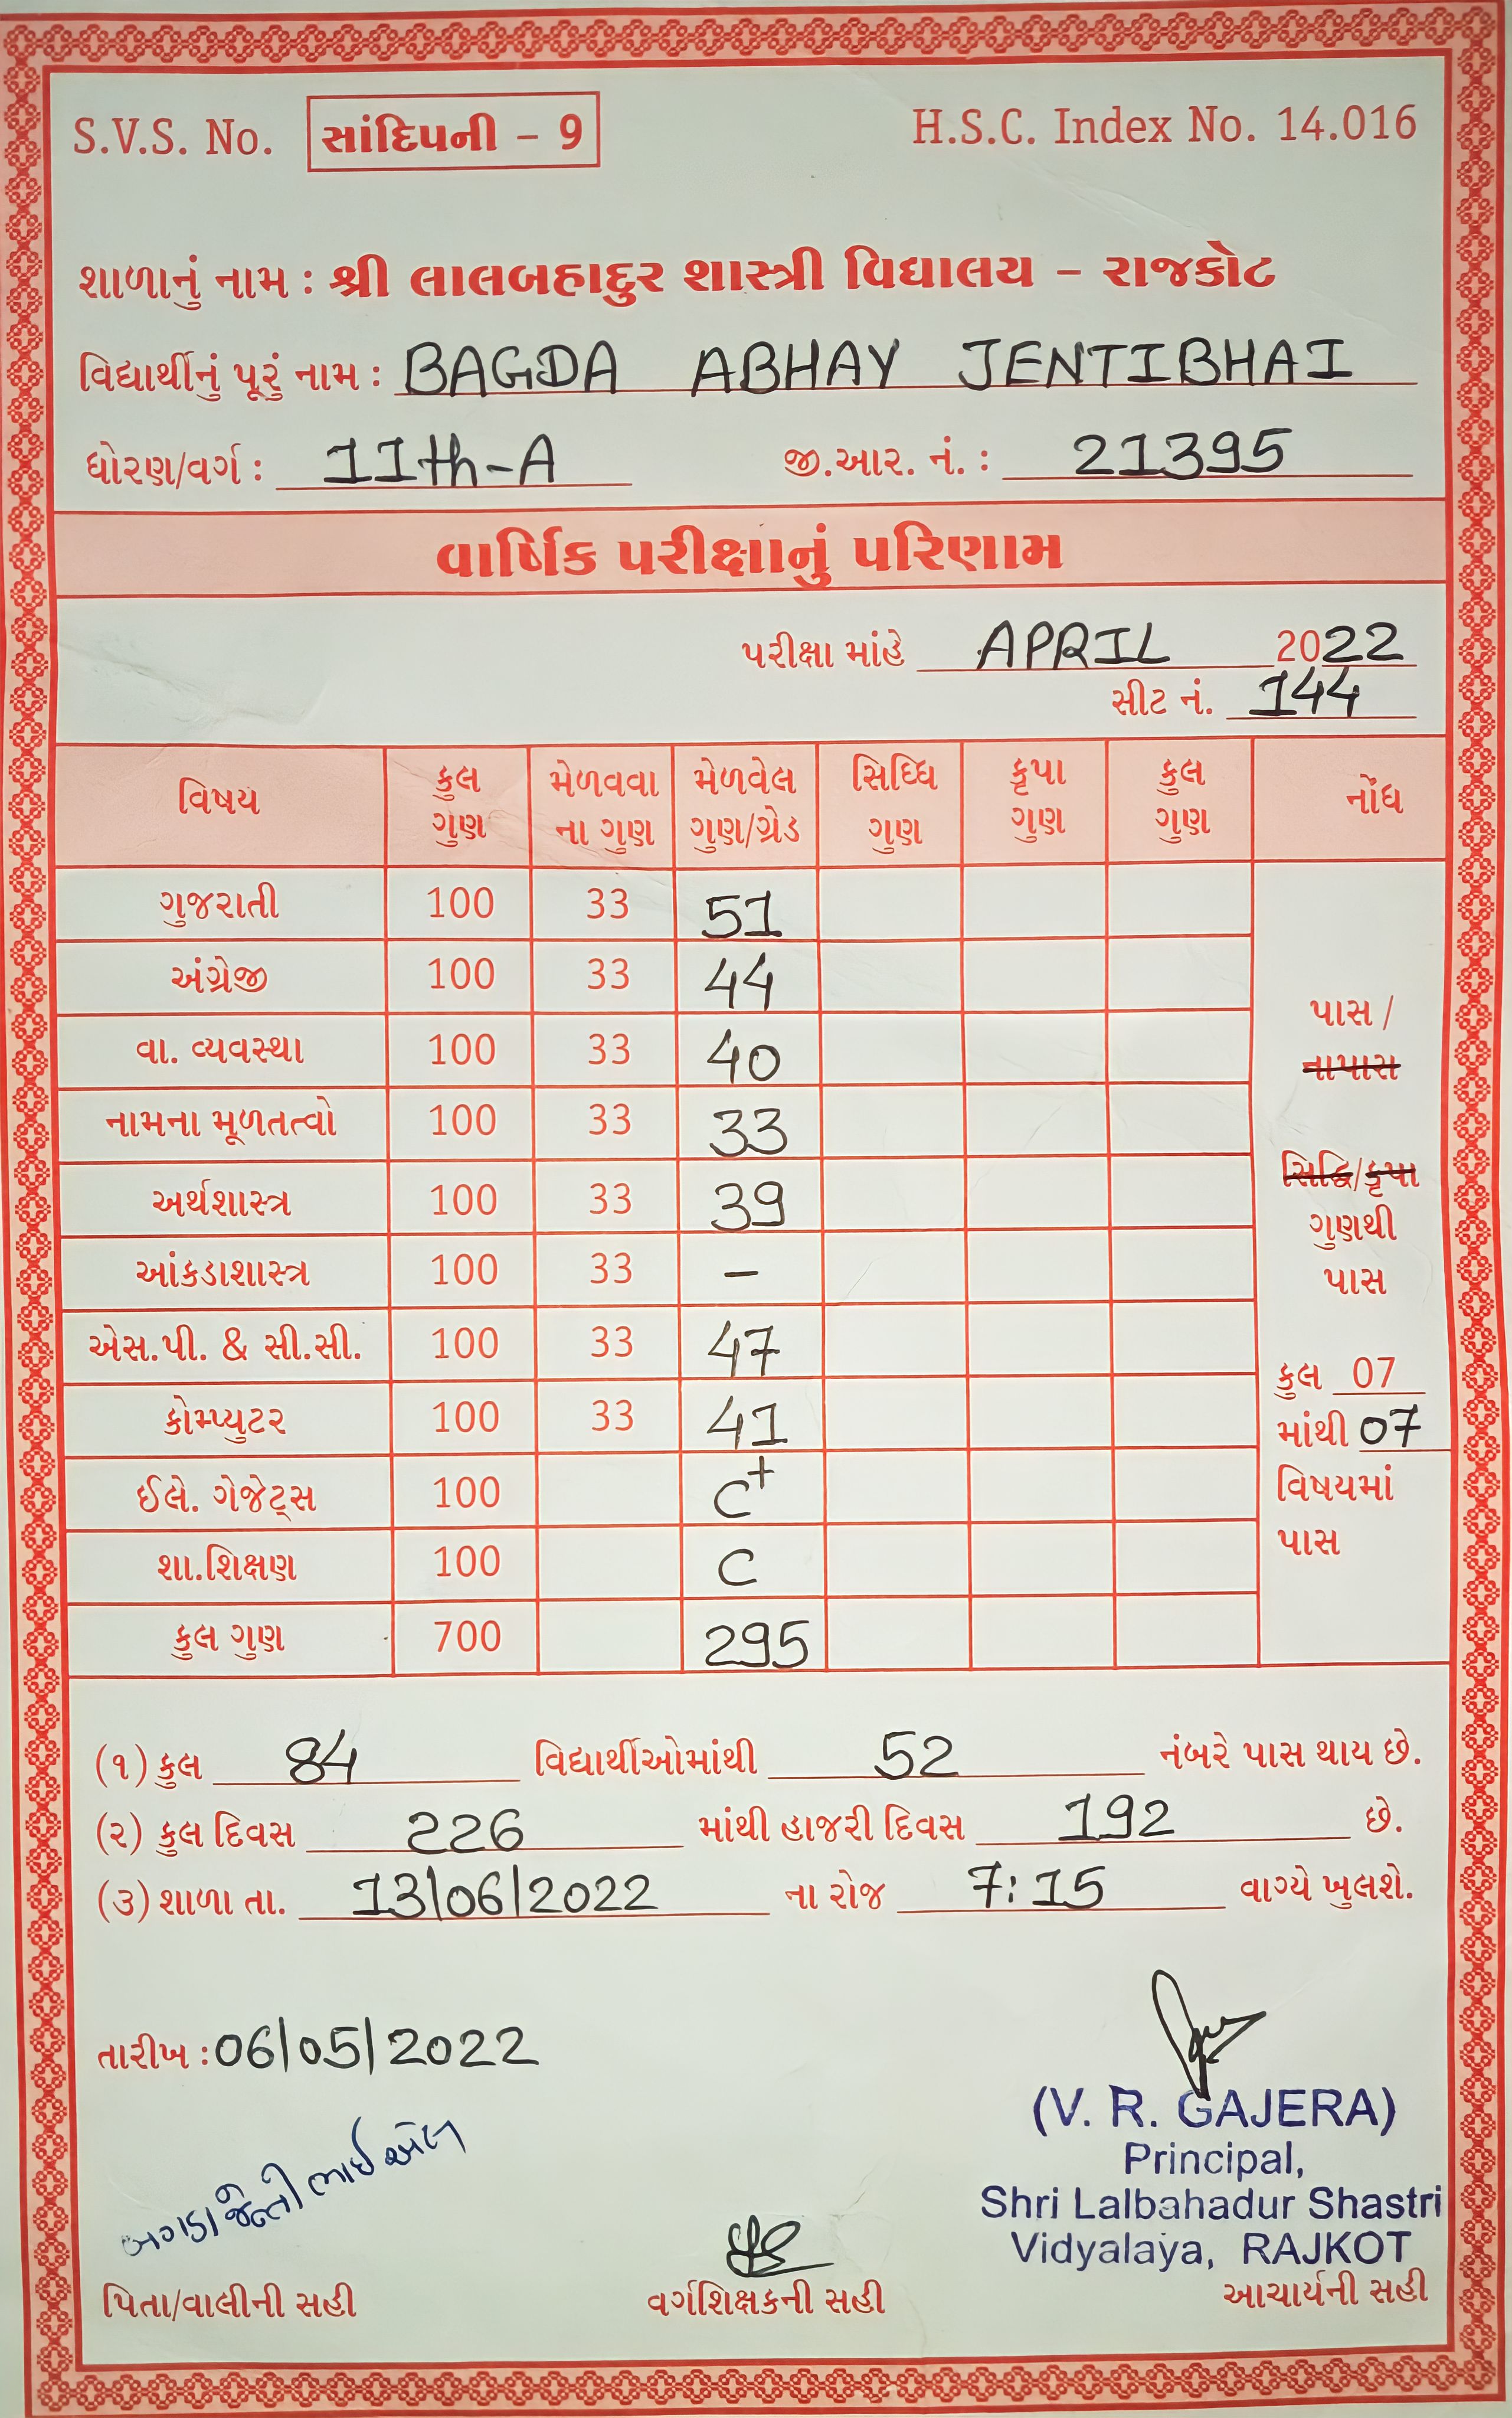 S.V.S. No. સાંદિપની – 9 H.S.C. Index No. 14.016
શાળાનું નામ : શ્રી લાલબહાદુર શાસ્ત્રી વિદ્યાલય – રાજકોટ
વિદ્યાર્થીનું પૂરું નામ : BAGDA ABHAY JENTIBHAI
ધોરણ/વર્ગ : 11th-A જી.આર. નં. : 21395
વાર્ષિક પરીક્ષાનું પરિણામ
પરીક્ષા માંહે APRIL 2022
સીટ નં. 144
વિષય કુલ ગુણ મેળવવા ના ગુણ મેળવેલ ગુણ/ગ્રેડ સિધ્ધિ ગુણ કૃપા ગુણ કુલ ગુણ નોંધ
ગુજરાતી 100 33 51
અંગ્રેજી 100 33 44
વા. વ્યવસ્થા 100 33 40
નામના મૂળતત્વો 100 33 33
અર્થશાસ્ત્ર 100 33 39
આંકડાશાસ્ત્ર 100 33 –
એસ.પી. & સી.સી. 100 33 47
કોમ્પ્યુટર 100 33 41
ઈલે. ગેજેટ્સ 100 C+
શા.શિક્ષણ 100 C
કુલ ગુણ 700 295
પાસ /
નાપાસ
સિદ્ધિ/કૃપા
ગુણથી
પાસ
કુલ 07
માંથી 07
વિષયમાં
પાસ
(૧) કુલ 84 વિદ્યાર્થીઓમાંથી 52 નંબરે પાસ થાય છે.
(૨) કુલ દિવસ 226 માંથી હાજરી દિવસ 192 છે.
(૩) શાળા તા. 13/06/2022 ના રોજ 7:15 વાગ્યે ખુલશે.
તારીખ : 06/05/2022
(V. R. GAJERA)
Principal,
Shri Lalbahadur Shastri
Vidyalaya, RAJKOT
બગડા જેન્તીભાઈ એલ
પિતા/વાલીની સહી વર્ગશિક્ષકની સહી આચાર્યની સહી